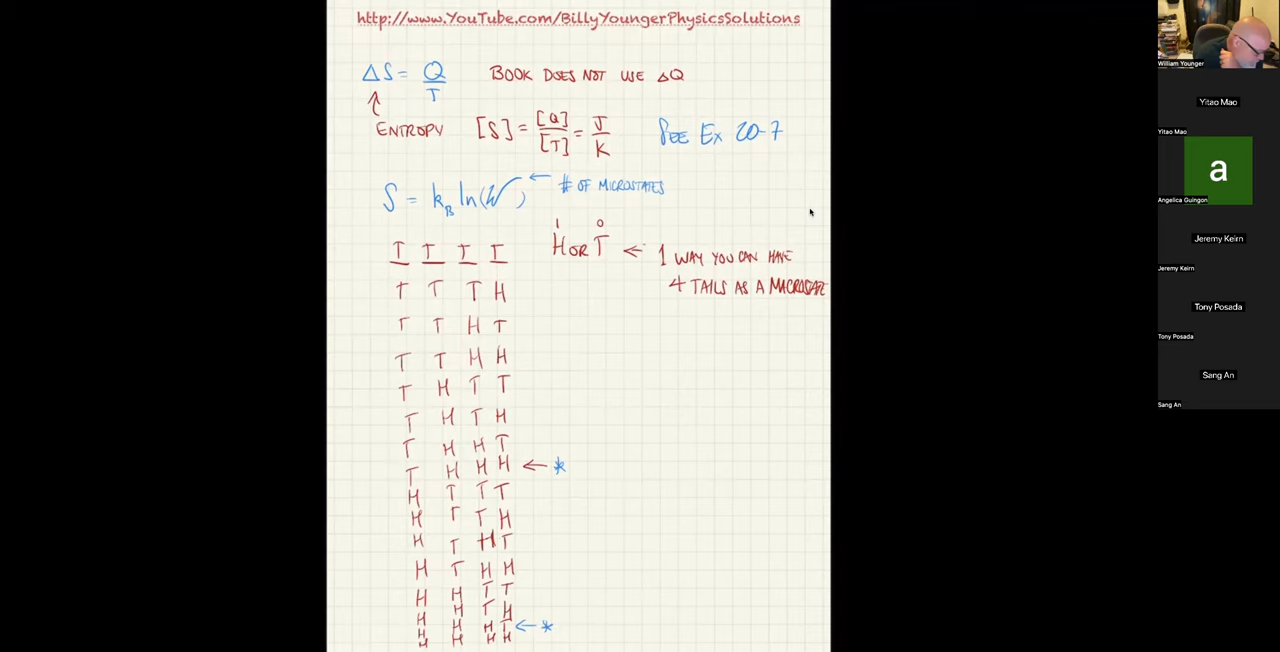 http://www.YouTube.com/BillyYoungerPhysicsSolutions
ΔS = Q/T BOOK DOES NOT USE ΔQ
↑
ENTROPY [S] = [Q]/[T] = J/K SEE EX 20-7
S = k_B ln(W) ← # OF MICROSTATES
1 0
T T T T H OR T ← 1 WAY YOU CAN HAVE
4 TAILS AS A MACROSTATE
T T T H
T T H T
T T H H
T H T T
T H T H
T H H T
T H H H ← *
H T T T
H T T H
H T H T
H T H H
H H T T
H H T H
H H H T ← *
H H H H
William Younger
Yitao Mao
Yitao Mao
a
Angelica Guingon
Jeremy Keirn
Jeremy Keirn
Tony Posada
Tony Posada
Sang An
Sang An